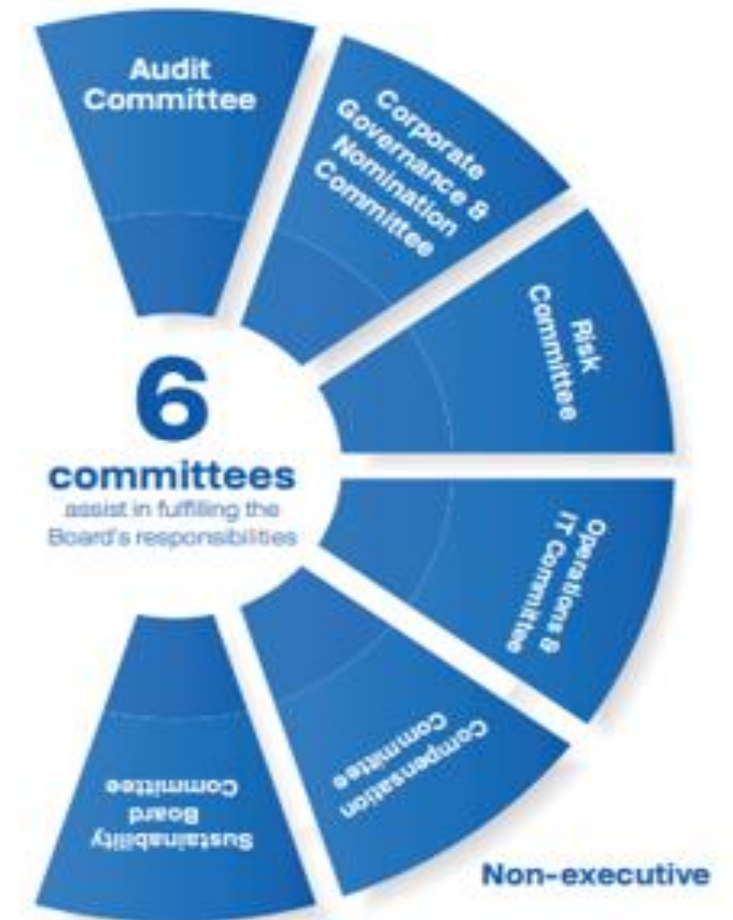 Audit
Committee
Corporate
Governance &
Nomination
Committee
Risk
Committee
6
committees
assist in fulfilling the
Board's responsibilities
Operations &
IT Committee
Compensation
Committee
Sustainability
Board
Committee
Non-executive